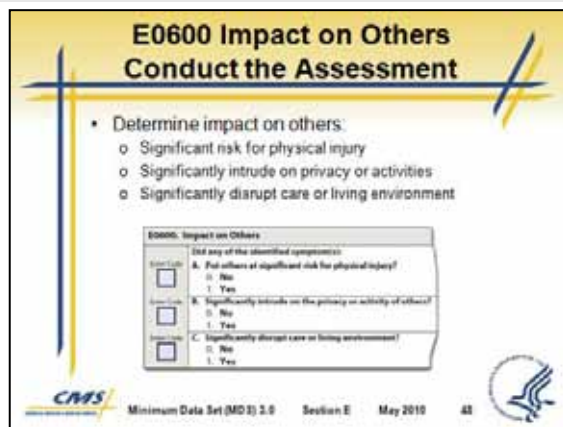 E0600 Impact on Others
Conduct the Assessment
• Determine impact on others:
o Significant risk for physical injury
o Significantly intrude on privacy or activities
o Significantly disrupt care or living environment
E0600. Impact on Others
Did any of the identified symptom(s):
Enter Code
A. Put others at significant risk for physical injury?
0. No
1. Yes
Enter Code
B. Significantly intrude on the privacy or activity of others?
0. No
1. Yes
Enter Code
C. Significantly disrupt care or living environment?
0. No
1. Yes
CMS
Minimum Data Set (MDS) 3.0 Section E May 2010 48